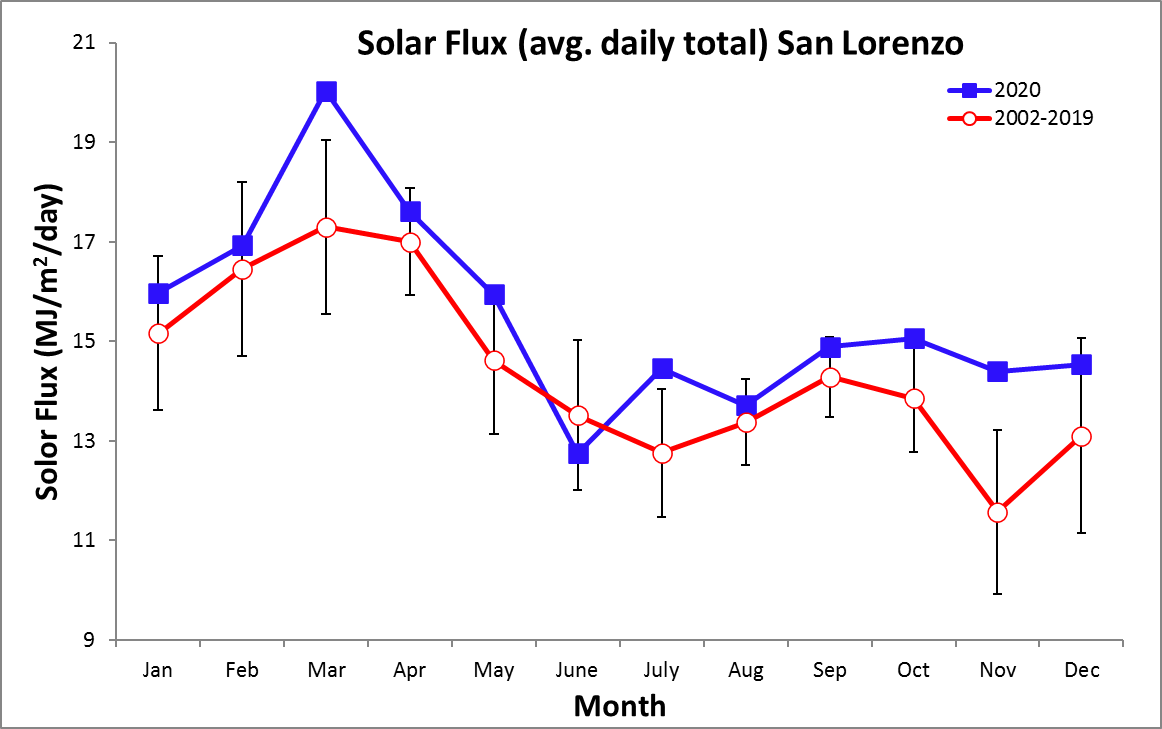 Solar Flux (avg. daily total) San Lorenzo
2020
2002-2019
21
19
17
15
13
11
9
Solor Flux (MJ/m²/day)
Jan Feb Mar Apr May June July Aug Sep Oct Nov Dec
Month